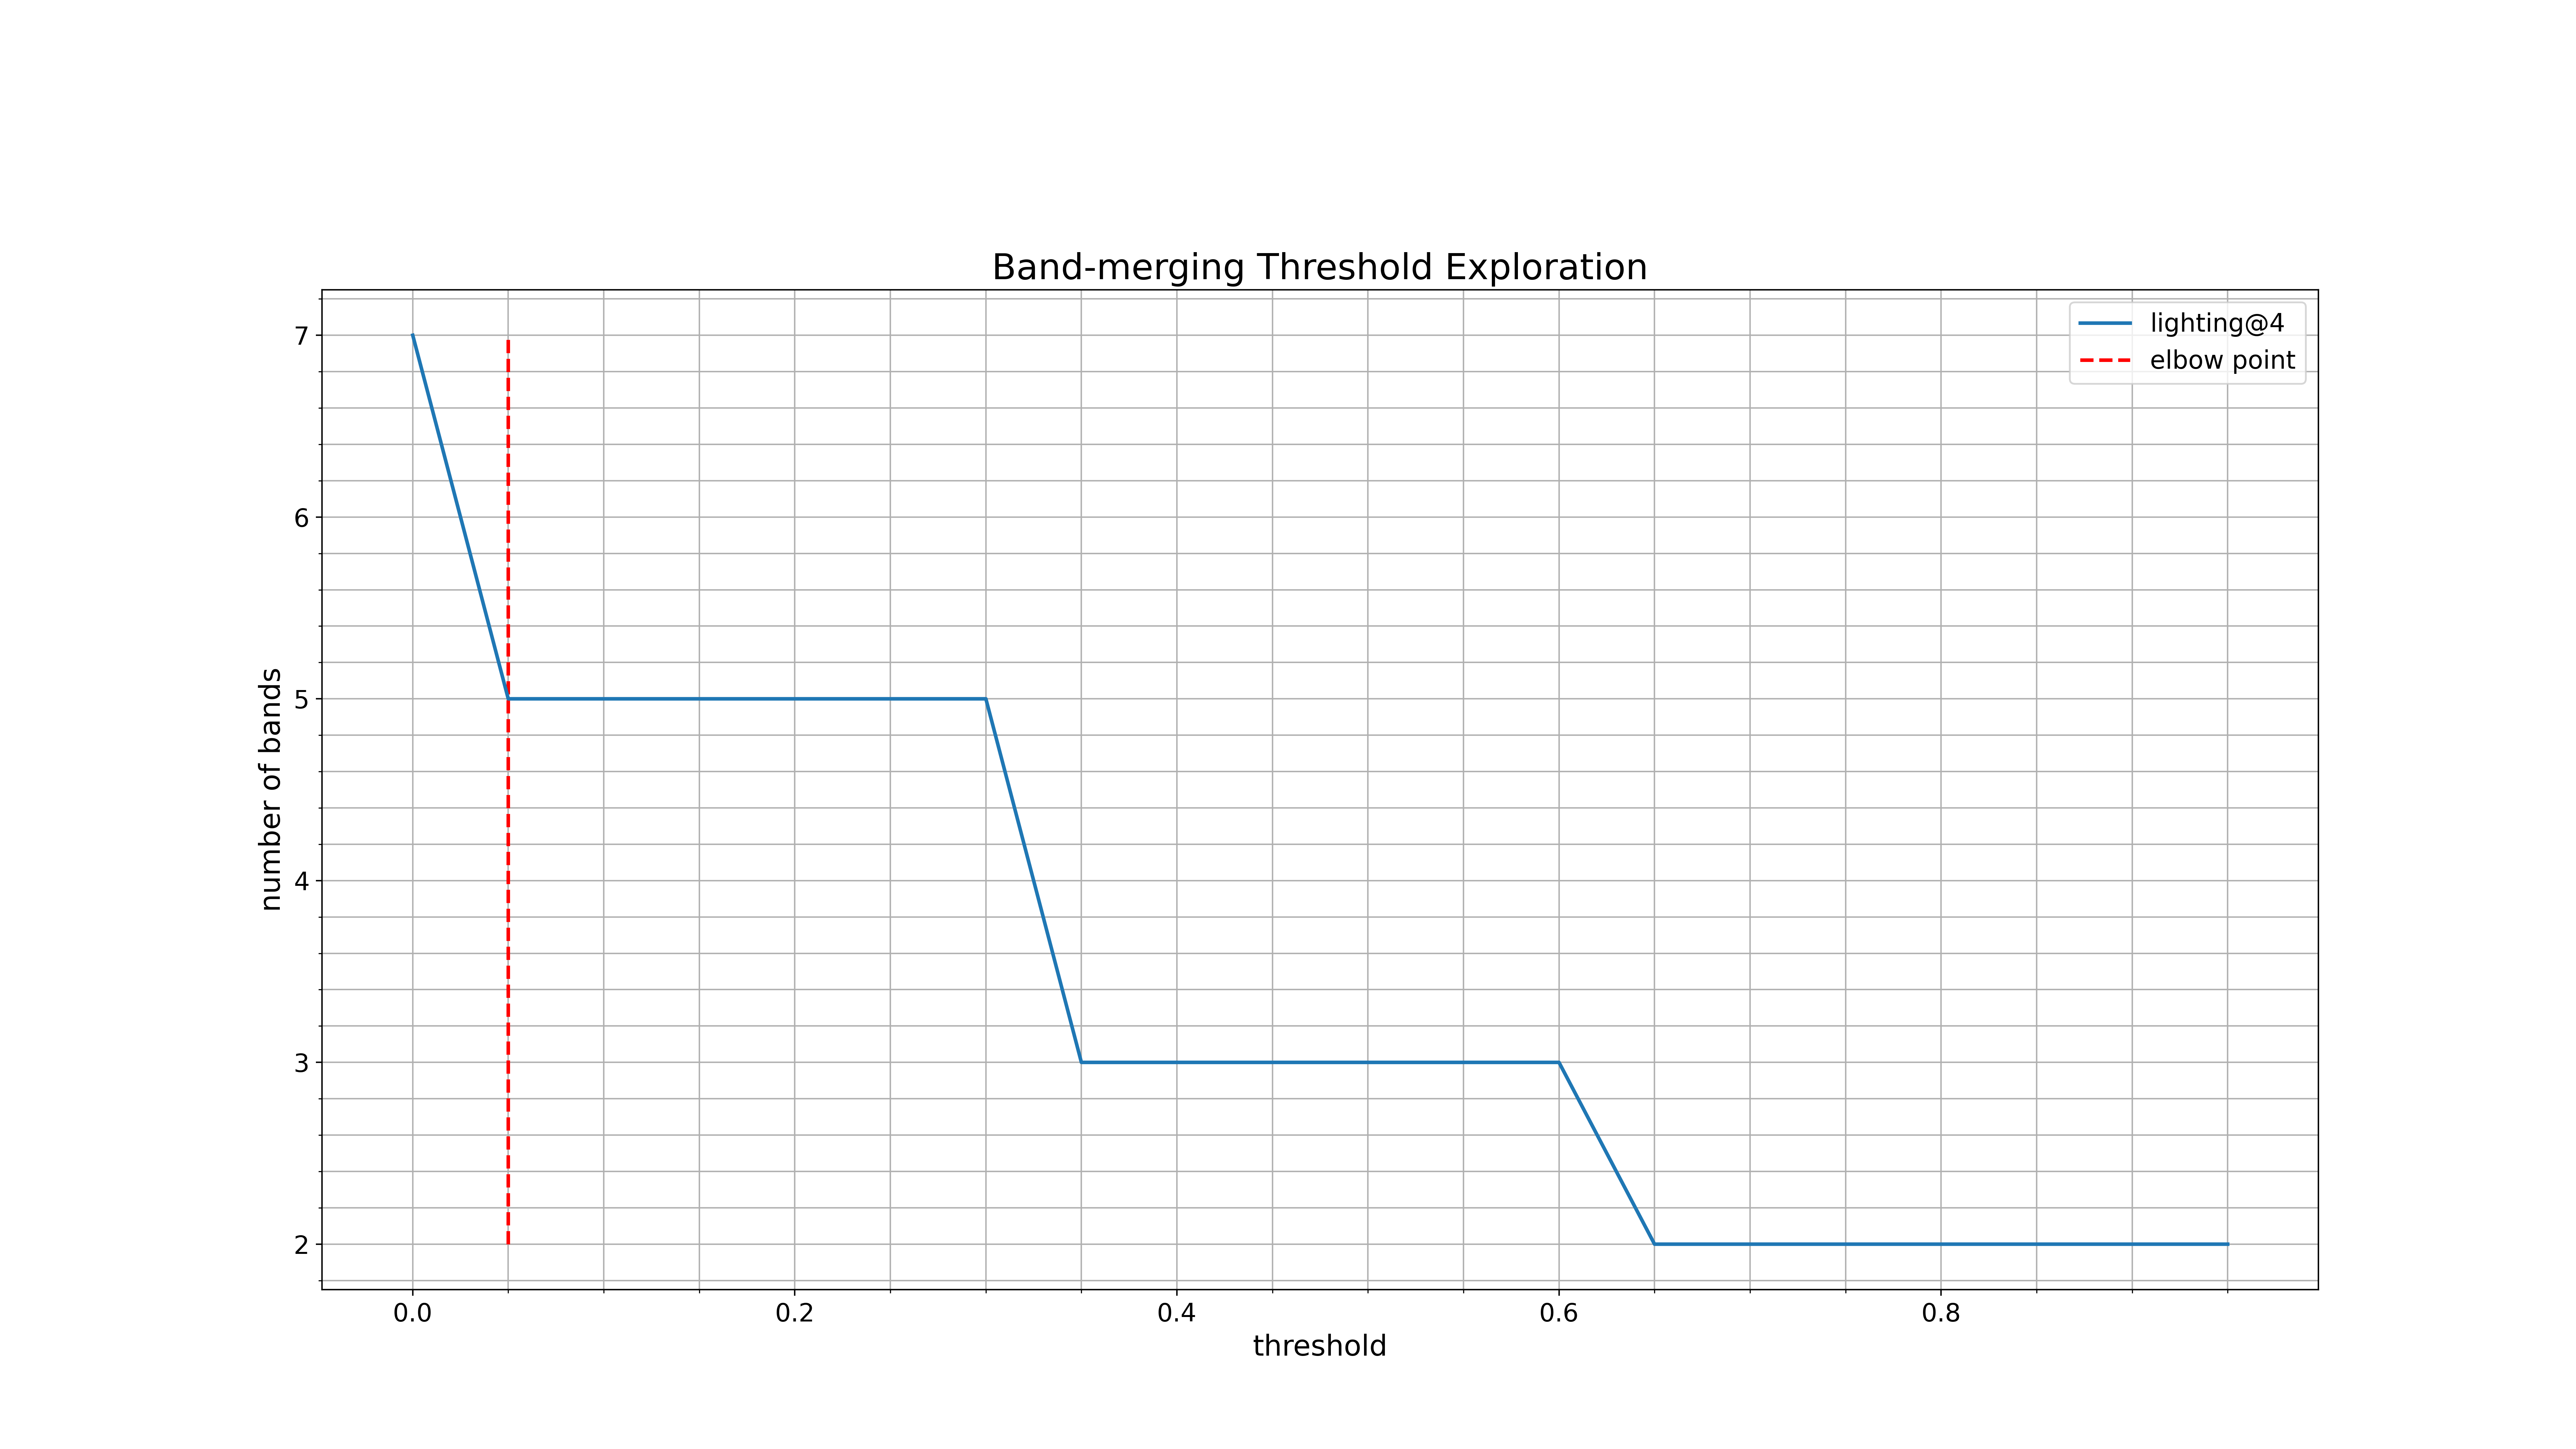 Band-merging Threshold Exploration
lighting@4
elbow point
7
6
5
4
3
2
number of bands
0.0 0.2 0.4 0.6 0.8
threshold